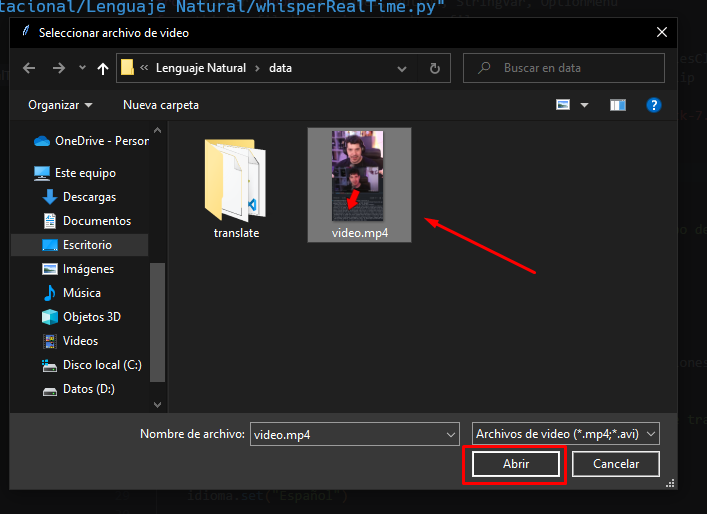 tacional/Lenguaje Natural/whisperRealTime.py"
StringVar, OptionMenu
Seleccionar archivo de video
« Lenguaje Natural > data
Buscar en data
Organizar
Nueva carpeta
OneDrive - Person
Este equipo
Descargas
Documentos
Escritorio
Imágenes
Música
Objetos 3D
Videos
Disco local (C:)
Datos (D:)
translate
video.mp4
Nombre de archivo: video.mp4
Archivos de video (*.mp4;*.avi)
Abrir
Cancelar
idioma.set("Español")